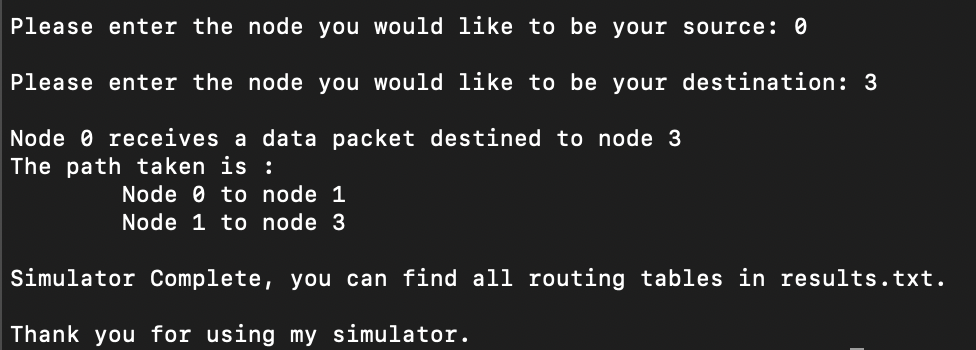 Please enter the node you would like to be your source: 0
Please enter the node you would like to be your destination: 3
Node 0 receives a data packet destined to node 3
The path taken is :
Node 0 to node 1
Node 1 to node 3
Simulator Complete, you can find all routing tables in results.txt.
Thank you for using my simulator.